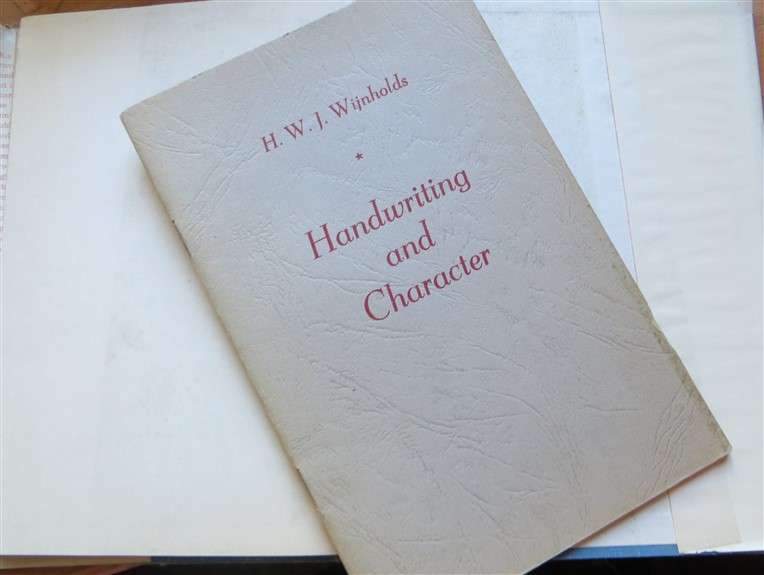 H. W. J. Wijnholds
*
Handwriting
and
Character